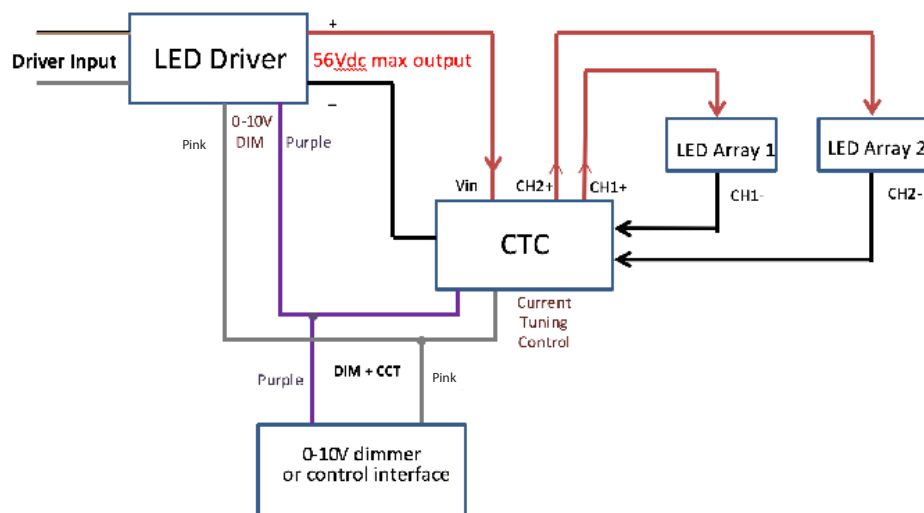 +
Driver Input
LED Driver
56Vdc max output
–
Pink
0-10V
DIM
Purple
LED Array 1
LED Array 2
Vin
CH2+
CH1+
CH1-
CH2-
CTC
Current
Tuning
Control
Purple
DIM + CCT
Pink
0-10V dimmer
or control interface